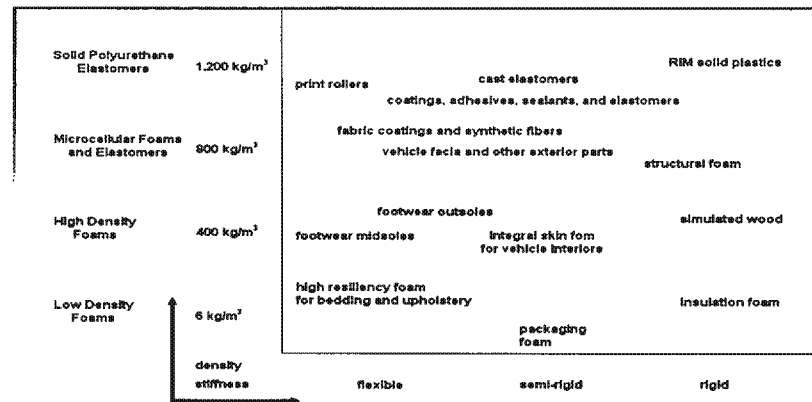 Solid Polyurethane
Elastomers
1,200 kg/m³
RIM solid plastics
cast elastomers
print rollers
coatings, adhesives, sealants, and elastomers
fabric coatings and synthetic fibers
Microcellular Foams
and Elastomers
800 kg/m³
vehicle facia and other exterior parts
structural foam
High Density
Foams
400 kg/m³
footwear outsoles
simulated wood
footwear midsoles
integral skin fom
for vehicle interiors
high resiliency foam
for bedding and upholstery
Low Density
Foams
6 kg/m³
insulation foam
packaging
foam
density
stiffness
flexible
semi-rigid
rigid